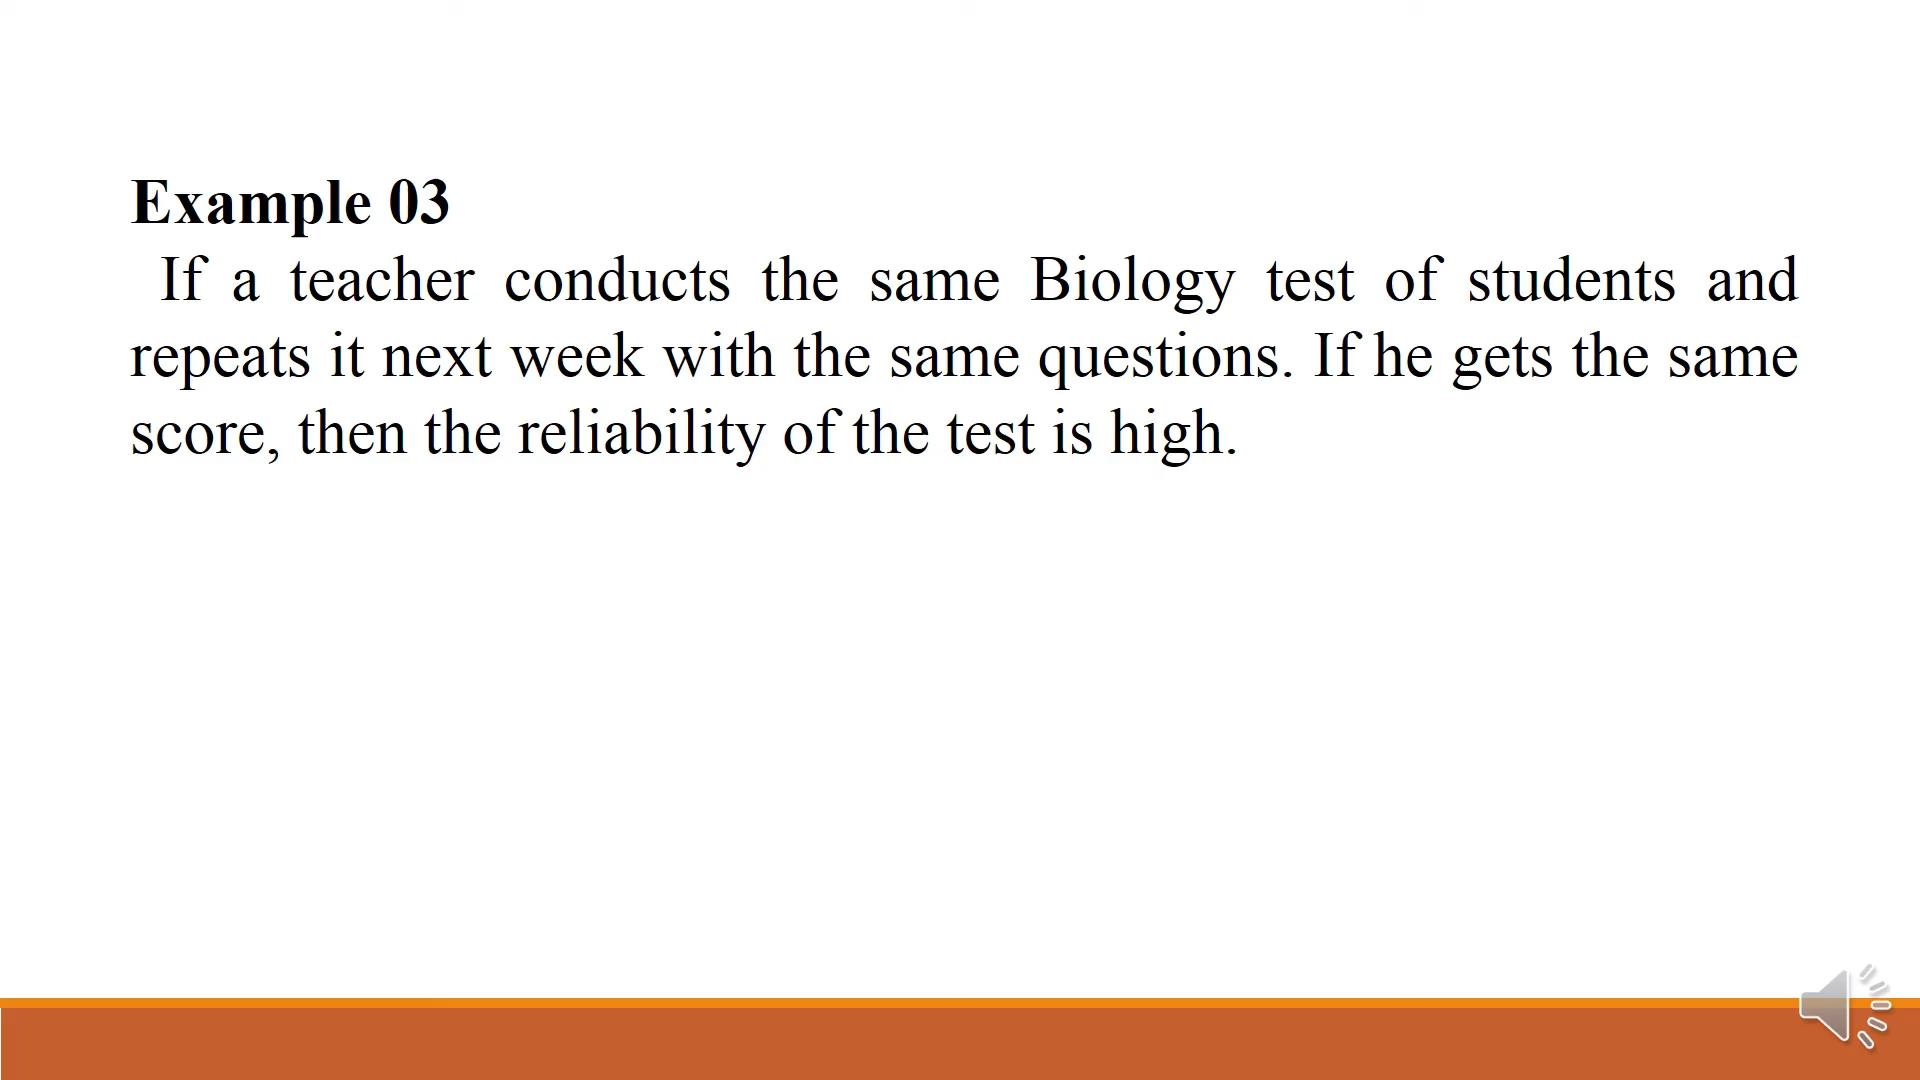 Example 03
If a teacher conducts the same Biology test of students and
repeats it next week with the same questions. If he gets the same
score, then the reliability of the test is high.